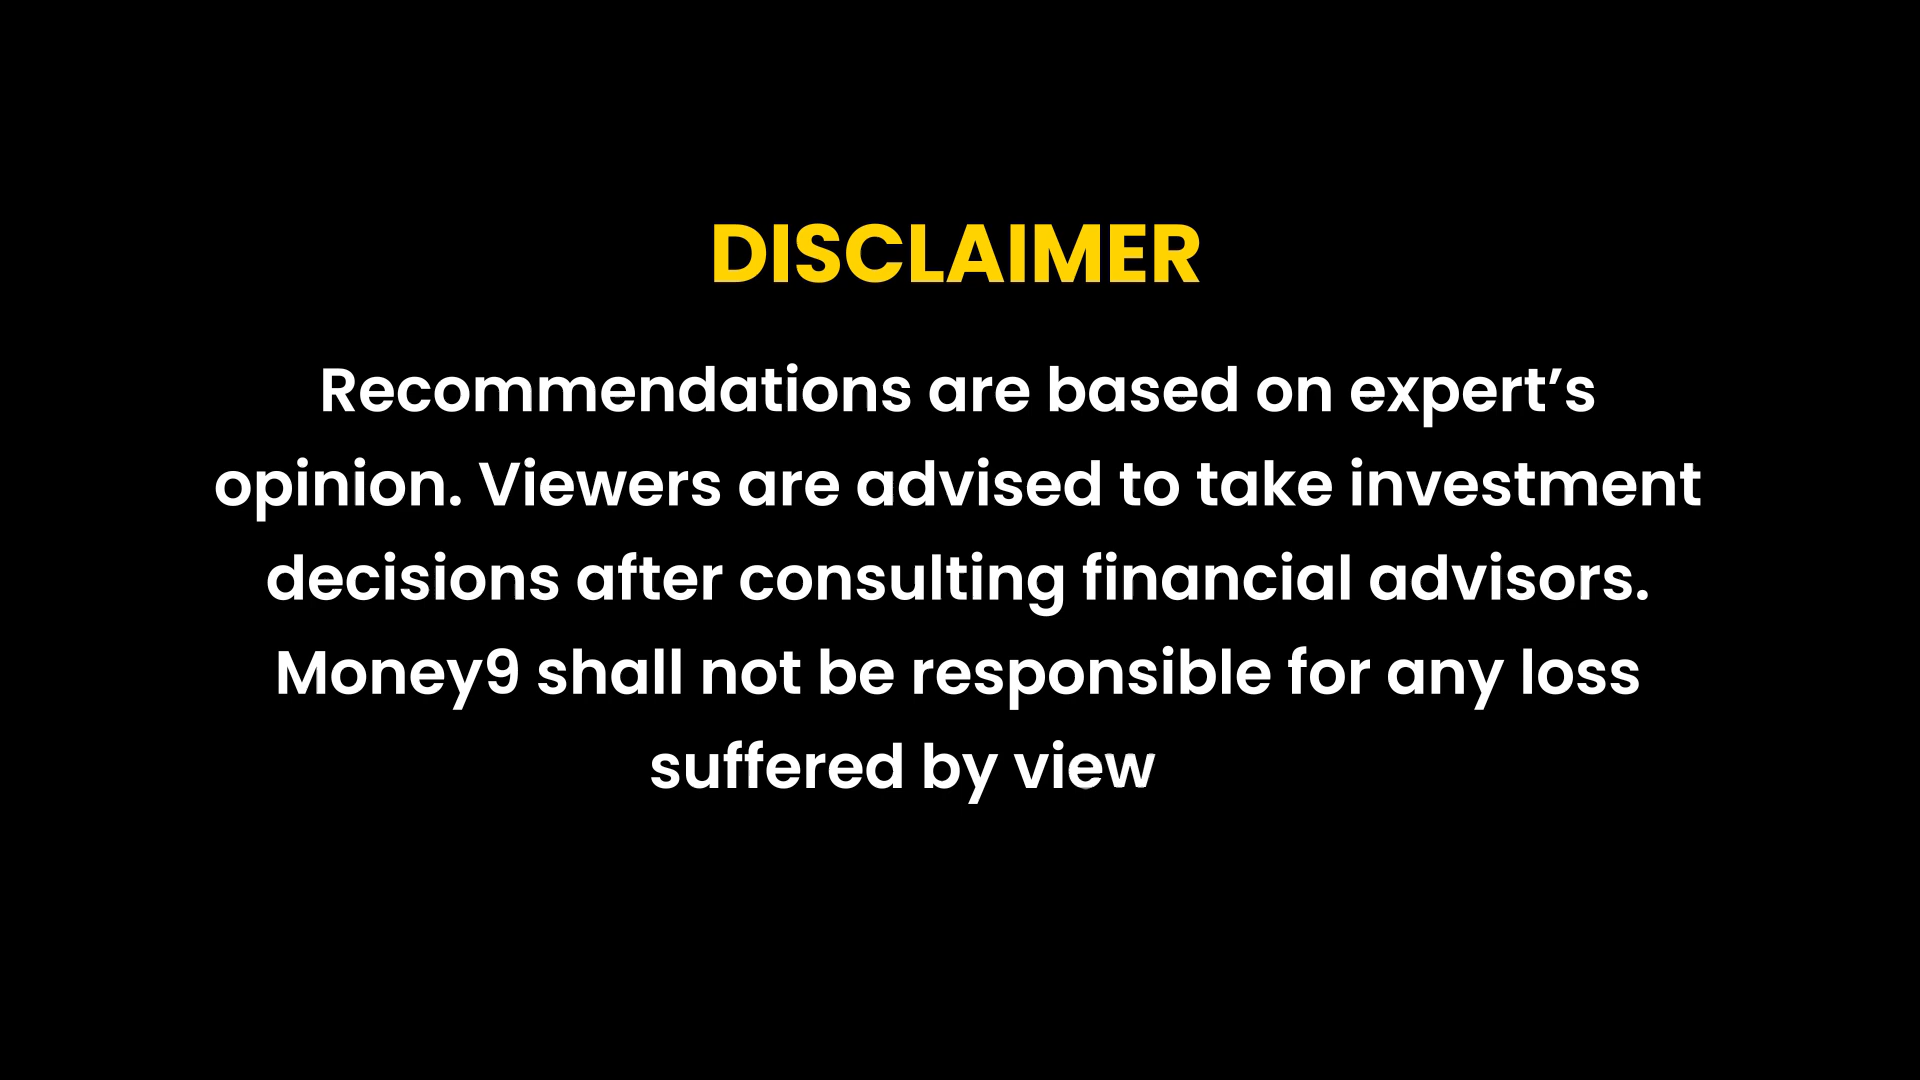 DISCLAIMER
Recommendations are based on expert’s
opinion. Viewers are advised to take investment
decisions after consulting financial advisors.
Money9 shall not be responsible for any loss
suffered by view